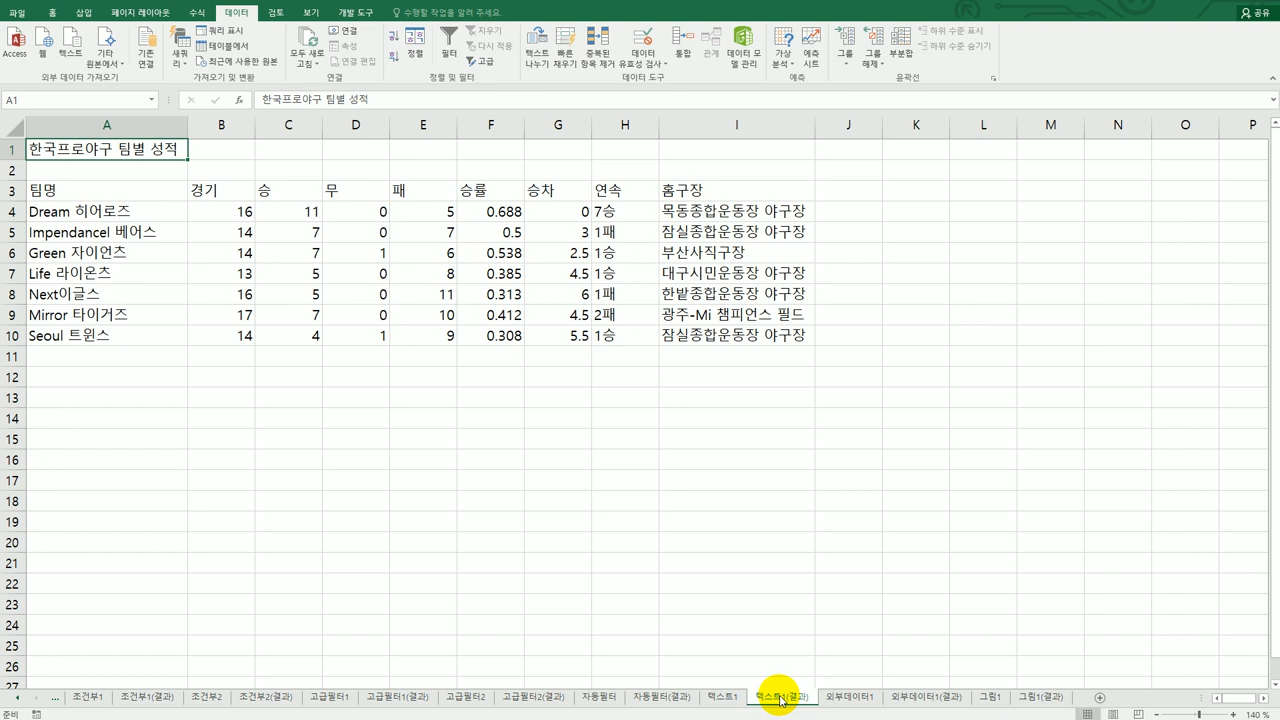 파일 홈 삽입 페이지 레이아웃 수식 데이터 검토 보기 개발 도구 수행할 작업을 알려 주세요. 공유
Access 웹 텍스트 기타 원본에서 기존 연결 새 쿼리 쿼리 표시 테이블에서 최근에 사용한 원본 모두 새로 고침 연결 속성 연결 편집 정렬 필터 지우기 다시 적용 고급 텍스트 나누기 빠른 채우기 중복된 항목 제거 데이터 유효성 검사 통합 관계 데이터 모델 관리 가상 분석 예측 시트 그룹 그룹 해제 부분합 하위 수준 표시 하위 수준 숨기기
외부 데이터 가져오기 가져오기 및 변환 연결 정렬 및 필터 데이터 도구 예측 윤곽선
A1 fx 한국프로야구 팀별 성적
A B C D E F G H I J K L M N O P
1 한국프로야구 팀별 성적
2
3 팀명 경기 승 무 패 승률 승차 연속 홈구장
4 Dream 히어로즈 16 11 0 5 0.688 0 7승 목동종합운동장 야구장
5 Impendancel 베어스 14 7 0 7 0.5 3 1패 잠실종합운동장 야구장
6 Green 자이언츠 14 7 1 6 0.538 2.5 1승 부산사직구장
7 Life 라이온츠 13 5 0 8 0.385 4.5 1승 대구시민운동장 야구장
8 Next이글스 16 5 0 11 0.313 6 1패 한밭종합운동장 야구장
9 Mirror 타이거즈 17 7 0 10 0.412 4.5 2패 광주-Mi 챔피언스 필드
10 Seoul 트윈스 14 4 1 9 0.308 5.5 1승 잠실종합운동장 야구장
11
12
13
14
15
16
17
18
19
20
21
22
23
24
25
26
27
... 조건부1 조건부1(결과) 조건부2 조건부2(결과) 고급필터1 고급필터1(결과) 고급필터2 고급필터2(결과) 자동필터 자동필터(결과) 텍스트1 텍스트1(결과) 외부데이터1 외부데이터1(결과) 그림1 그림1(결과)
준비 140 %